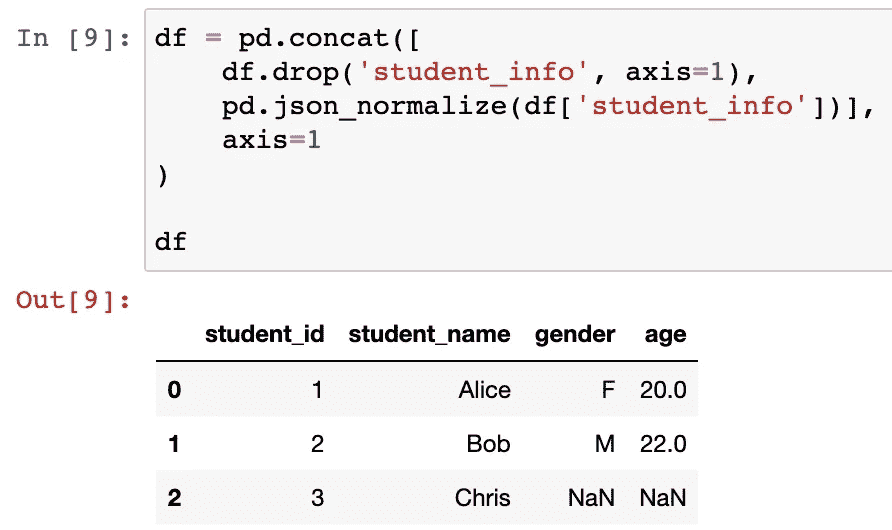 In [9]: df = pd.concat([
    df.drop('student_info', axis=1),
    pd.json_normalize(df['student_info'])],
    axis=1
)
df
Out[9]:
student_id student_name gender age
0 1 Alice F 20.0
1 2 Bob M 22.0
2 3 Chris NaN NaN